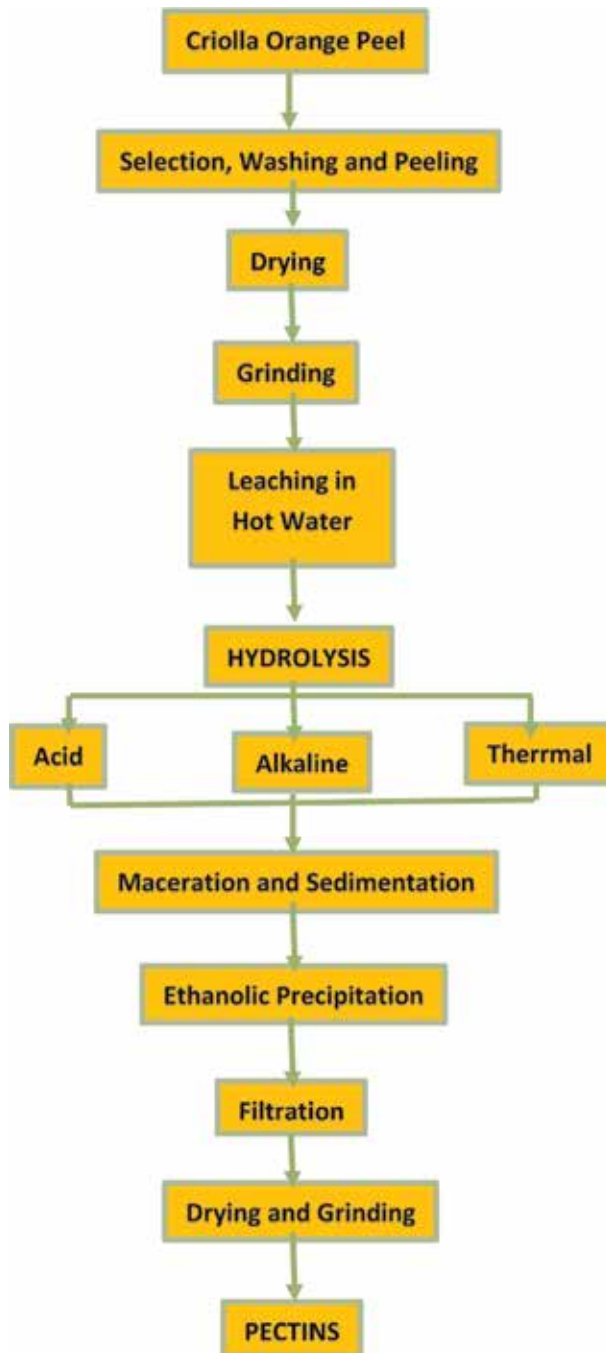 Criolla Orange Peel
Selection, Washing and Peeling
Drying
Grinding
Leaching in
Hot Water
HYDROLYSIS
Acid
Alkaline
Therrmal
Maceration and Sedimentation
Ethanolic Precipitation
Filtration
Drying and Grinding
PECTINS